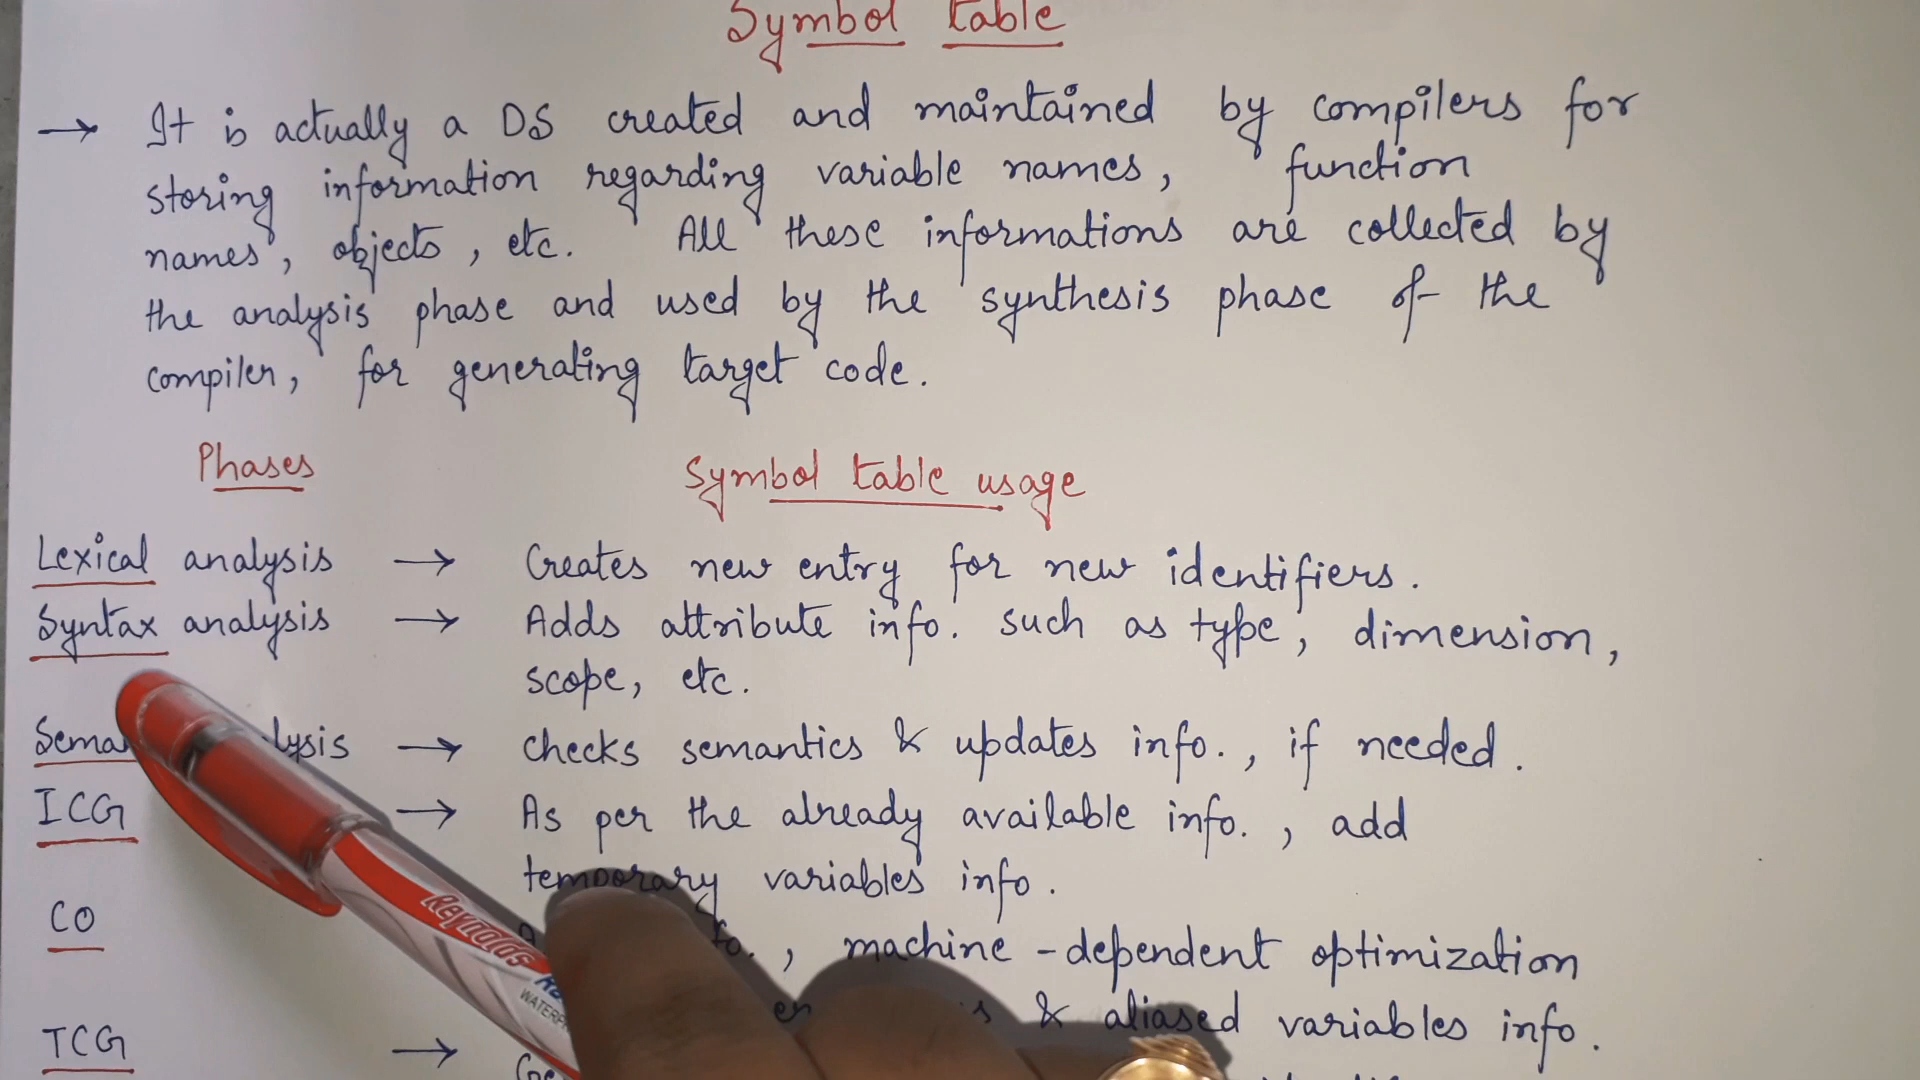 Symbol table
→ It is actually a DS created and maintained by compilers for
storing information regarding variable names, function
names, objects, etc. All these informations are collected by
the analysis phase and used by the synthesis phase of the
compiler, for generating target code.
Phases Symbol table usage
Lexical analysis → Creates new entry for new identifiers.
Syntax analysis → Adds attribute info. such as type, dimension,
scope, etc.
→ checks semantics & updates info., if needed.
ICG → As per the already available info., add
temporary variables info.
CO , machine-dependent optimization
& aliased variables info.
TCG →
Reynolds